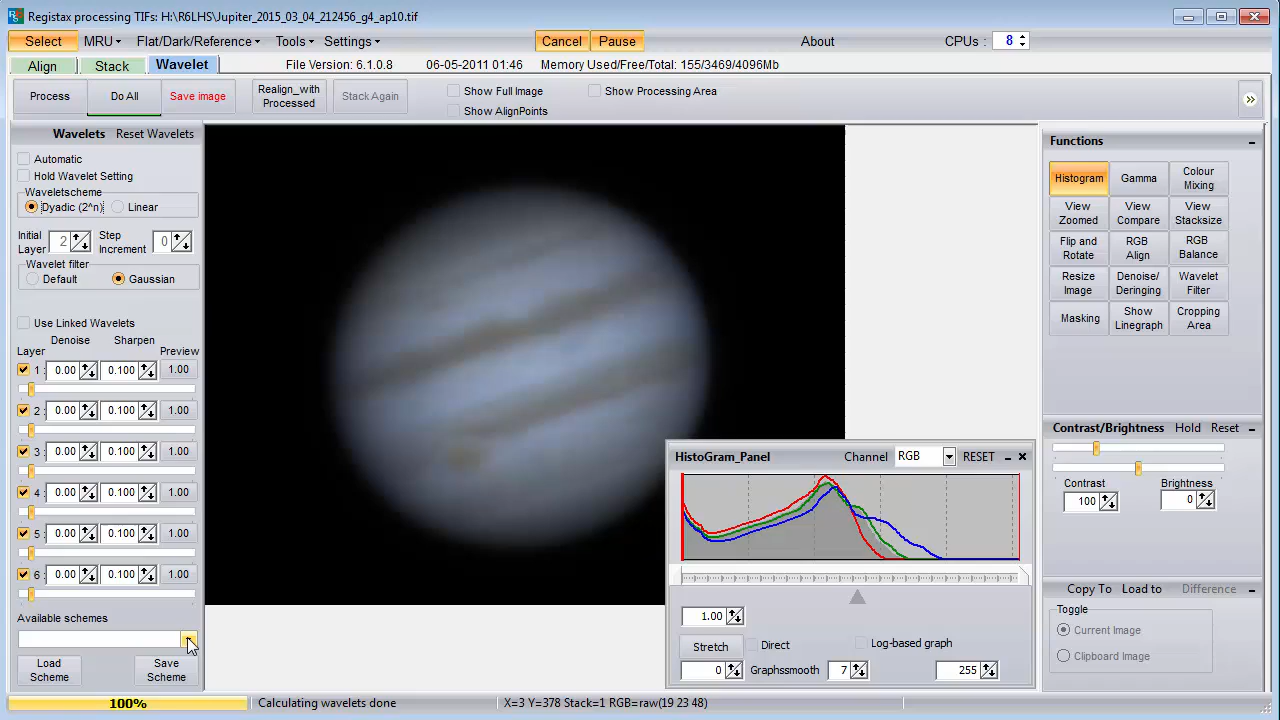 Registax processing TIFs: H:\R6LHS\Jupiter_2015_03_04_212456_g4_ap10.tif
Select MRU Flat/Dark/Reference Tools Settings Cancel Pause About CPUs: 8
Align Stack Wavelet File Version: 6.1.0.8 06-05-2011 01:46 Memory Used/Free/Total: 155/3469/4096Mb
Process Do All Save image Realign_with Processed Stack Again
Show Full Image Show Processing Area
Show AlignPoints
Wavelets Reset Wavelets
Automatic
Hold Wavelet Setting
Waveletscheme
Dyadic (2^n) Linear
Initial Layer 2 Step Increment 0
Wavelet filter
Default Gaussian
Use Linked Wavelets
Denoise Sharpen
Layer Preview
1 0.00 0.100 1.00
2 0.00 0.100 1.00
3 0.00 0.100 1.00
4 0.00 0.100 1.00
5 0.00 0.100 1.00
6 0.00 0.100 1.00
Available schemes
Load Scheme Save Scheme
HistoGram_Panel Channel RGB RESET
1.00
Stretch Direct Log-based graph
0 Graphssmooth 7 255
Functions
Histogram Gamma Colour Mixing
View Zoomed View Compare View Stacksize
Flip and Rotate RGB Align RGB Balance
Resize Image Denoise/ Deringing Wavelet Filter
Masking Show Linegraph Cropping Area
Contrast/Brightness Hold Reset
Contrast Brightness
100 0
Copy To Load to Difference
Toggle
Current Image
Clipboard Image
100% Calculating wavelets done X=3 Y=378 Stack=1 RGB=raw(19 23 48)